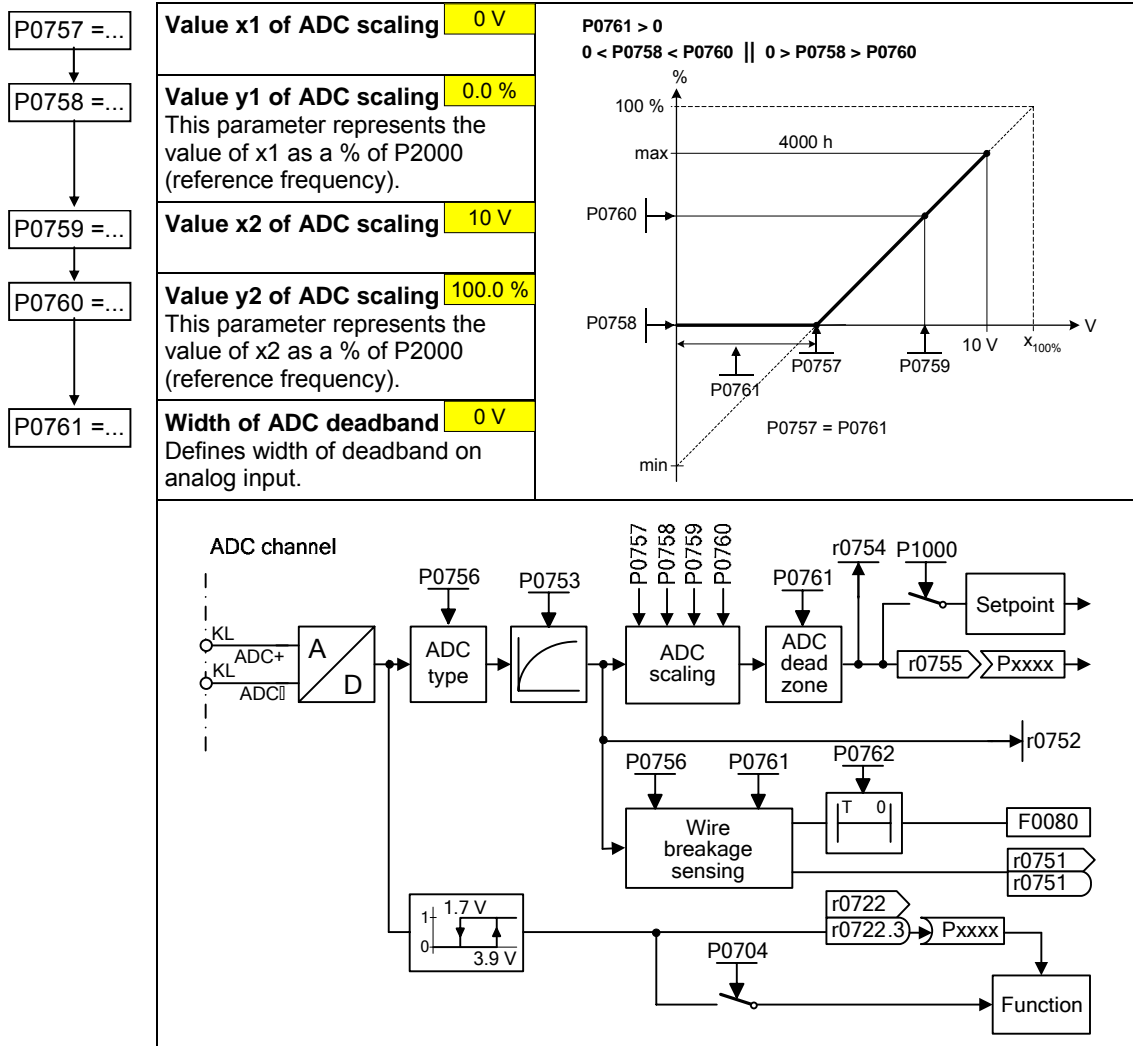 P0757 =...
Value x1 of ADC scaling 0 V
P0758 =...
Value y1 of ADC scaling 0.0 %
This parameter represents the
value of x1 as a % of P2000
(reference frequency).
P0759 =...
Value x2 of ADC scaling 10 V
P0760 =...
Value y2 of ADC scaling 100.0 %
This parameter represents the
value of x2 as a % of P2000
(reference frequency).
P0761 =...
Width of ADC deadband 0 V
Defines width of deadband on
analog input.
P0761 > 0
0 < P0758 < P0760 || 0 > P0758 > P0760
%
100 %
max
4000 h
P0760
P0758
V
10 V
x100%
P0757
P0759
P0761
P0757 = P0761
min
ADC channel
KL
ADC+
KL
ADC▯
A
D
P0756
ADC
type
P0753
P0757
P0758
P0759
P0760
ADC
scaling
P0761
ADC
dead
zone
r0754
P1000
Setpoint
r0755
Pxxxx
r0752
P0756
P0761
Wire
breakage
sensing
P0762
T 0
F0080
r0751
r0751
1
0
1.7 V
3.9 V
r0722
r0722.3
Pxxxx
P0704
Function